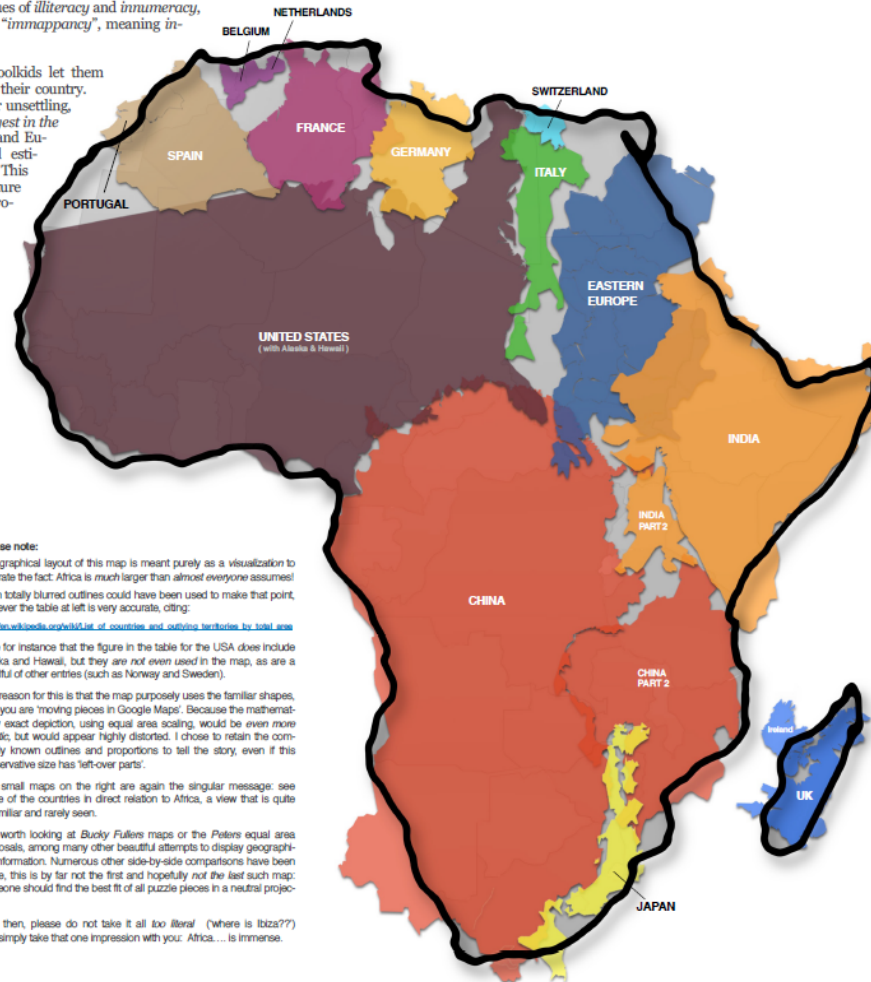 nes of illiteracy and innumeracy,
"immappancy", meaning in-
oolkids let them
their country.
r unsettling,
gest in the
and Eu-
l esti-
This
ture
ro-
BELGIUM
NETHERLANDS
SWITZERLAND
SPAIN
FRANCE
GERMANY
ITALY
PORTUGAL
EASTERN
EUROPE
UNITED STATES
( with Alaska & Hawaii )
INDIA
INDIA
PART 2
CHINA
CHINA
PART 2
Ireland
UK
JAPAN
se note:
graphical layout of this map is meant purely as a visualization to
rate the fact: Africa is much larger than almost everyone assumes!
n totally blurred outlines could have been used to make that point,
ever the table at left is very accurate, citing:
en.wikipedia.org/wiki/List_of_countries_and_outlying_territories_by_total_area
for instance that the figure in the table for the USA does include
ka and Hawaii, but they are not even used in the map, as are a
ful of other entries (such as Norway and Sweden).
reason for this is that the map purposely uses the familiar shapes,
you are 'moving pieces in Google Maps'. Because the mathemat-
exact depiction, using equal area scaling, would be even more
tic, but would appear highly distorted. I chose to retain the com-
ly known outlines and proportions to tell the story, even if this
servative size has 'left-over parts'.
small maps on the right are again the singular message: see
e of the countries in direct relation to Africa, a view that is quite
miliar and rarely seen.
worth looking at Bucky Fullers maps or the Peters equal area
osals, among many other beautiful attempts to display geographi-
nformation. Numerous other side-by-side comparisons have been
e, this is by far not the first and hopefully not the last such map:
eone should find the best fit of all puzzle pieces in a neutral projec-
then, please do not take it all too literal ('where is Ibiza??')
simply take that one impression with you: Africa.... is immense.